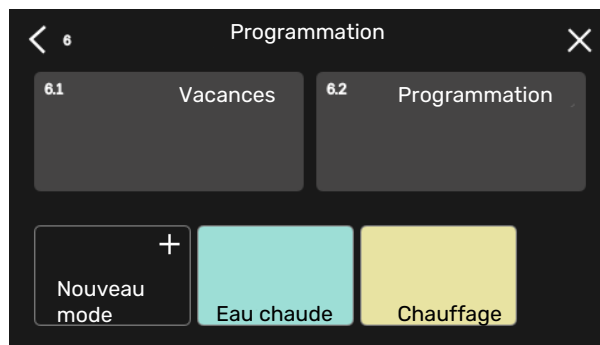 6 Programmation
6.1 Vacances
6.2 Programmation
Nouveau
mode
Eau chaude
Chauffage